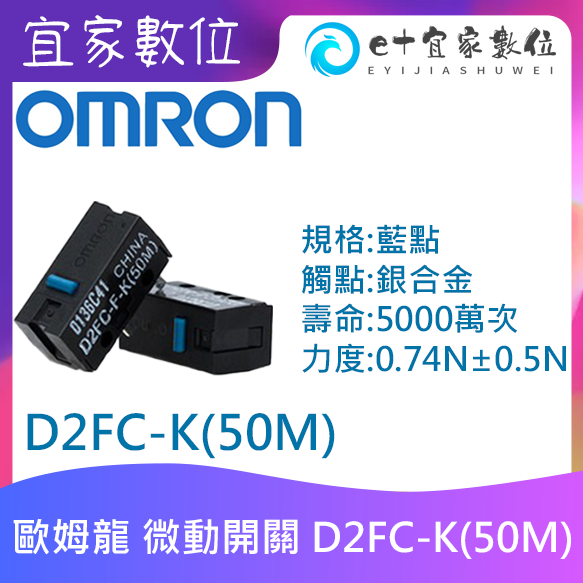 宜家數位
e+宜家數位
EYIJIASHUWEI
OMRON
規格:藍點
觸點:銀合金
壽命:5000萬次
力度:0.74N±0.5N
omron
CHINA
0136C41
D2FC-F-K(50M)
D2FC-K(50M)
歐姆龍 微動開關 D2FC-K(50M)